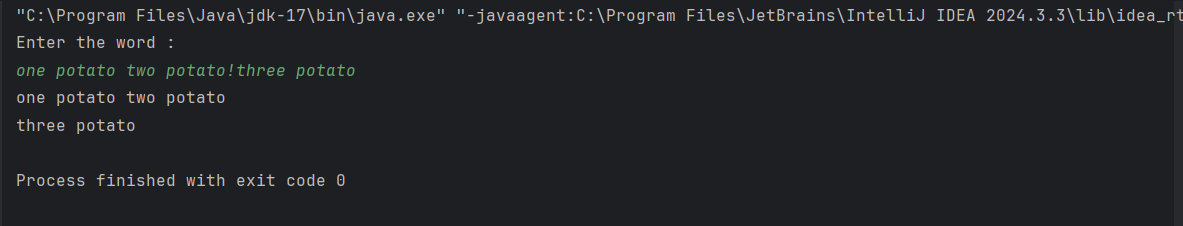 "C:\Program Files\Java\jdk-17\bin\java.exe" "-javaagent:C:\Program Files\JetBrains\IntelliJ IDEA 2024.3.3\lib\idea_rt
Enter the word :
one potato two potato!three potato
one potato two potato
three potato
Process finished with exit code 0